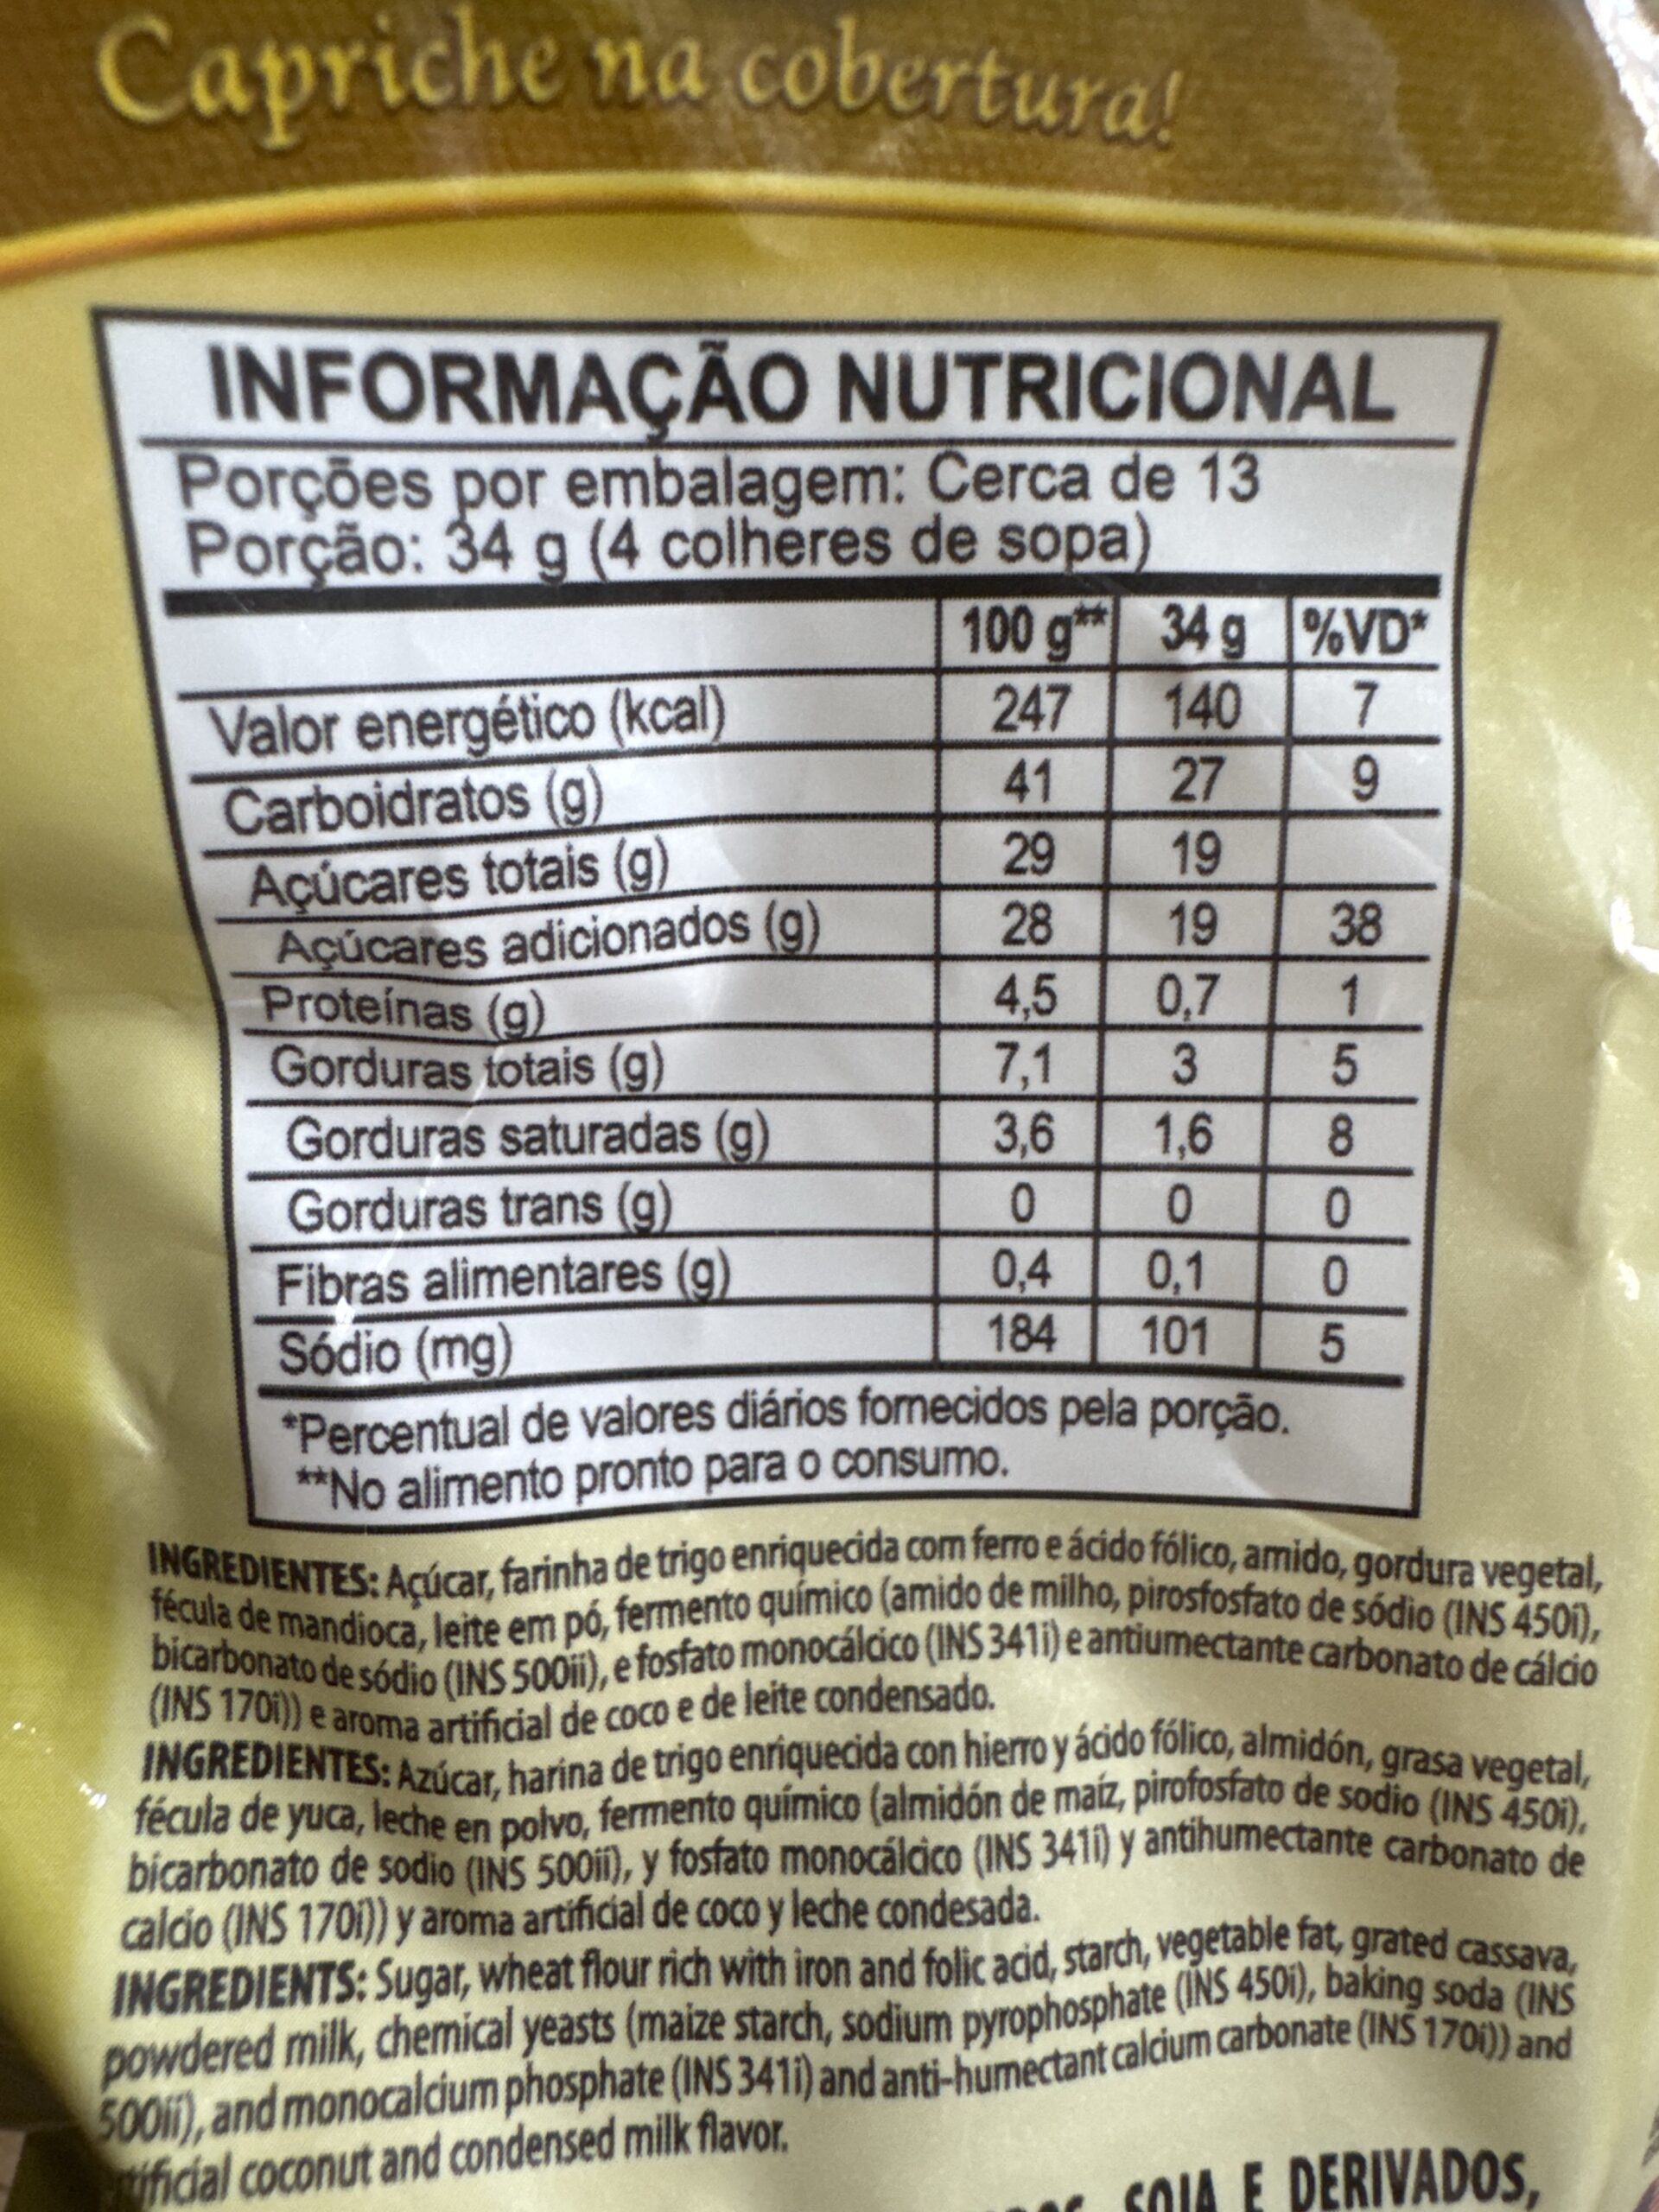 Capriche na cobertura!
INFORMAÇÃO NUTRICIONAL
Porções por embalagem: Cerca de 13
Porção: 34 g (4 colheres de sopa)
100 g** 34 g %VD*
Valor energético (kcal) 247 140 7
Carboidratos (g) 41 27 9
Açúcares totais (g) 29 19
Açúcares adicionados (g) 28 19 38
Proteínas (g) 4,5 0,7 1
Gorduras totais (g) 7,1 3 5
Gorduras saturadas (g) 3,6 1,6 8
Gorduras trans (g) 0 0 0
Fibras alimentares (g) 0,4 0,1 0
Sódio (mg) 184 101 5
*Percentual de valores diários fornecidos pela porção.
**No alimento pronto para o consumo.
INGREDIENTES: Açúcar, farinha de trigo enriquecida com ferro e ácido fólico, amido, gordura vegetal,
fécula de mandioca, leite em pó, fermento químico (amido de milho, pirosfosfato de sódio (INS 450i),
bicarbonato de sódio (INS 500ii), e fosfato monocálcico (INS 341i) e antiumectante carbonato de cálcio
(INS 170i)) e aroma artificial de coco e de leite condensado.
INGREDIENTES: Azúcar, harina de trigo enriquecida con hierro y ácido fólico, almidón, grasa vegetal,
fécula de yuca, leche en polvo, fermento químico (almidón de maíz, pirofosfato de sodio (INS 450i),
bicarbonato de sodio (INS 500ii), y fosfato monocálcico (INS 341i) y antihumectante carbonato de
calcio (INS 170i)) y aroma artificial de coco y leche condesada.
INGREDIENTS: Sugar, wheat flour rich with iron and folic acid, starch, vegetable fat, grated cassava,
powdered milk, chemical yeasts (maize starch, sodium pyrophosphate (INS 450i), baking soda (INS
500ii), and monocalcium phosphate (INS 341i) and anti-humectant calcium carbonate (INS 170i)) and
artificial coconut and condensed milk flavor.
SOJA E DERIVADOS,